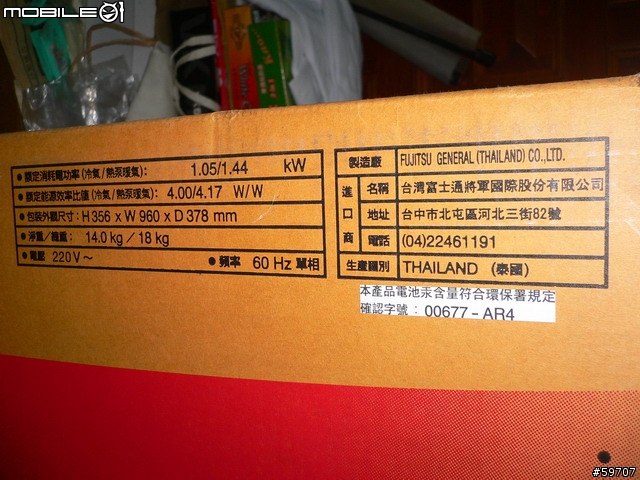 MOBILE01
●額定消耗電功率(冷氣/熱泵暖氣): 1.05/1.44 kW
●額定能源效率比值(冷氣/熱泵暖氣): 4.00/4.17 W/W
●包裝外觀尺寸: H 356 x W 960 x D 378 mm
●淨重/總重: 14.0 kg / 18 kg
●電壓 220V～ ●頻率 60 Hz 單相
製造廠 FUJITSU GENERAL (THAILAND) CO.,LTD.
進口商 名稱 台灣富士通將軍國際股份有限公司
地址 台中市北屯區河北三街82號
電話 (04)22461191
生產國別 THAILAND (泰國)
本產品電池汞含量符合環保署規定
確認字號：00677-AR4
#59707